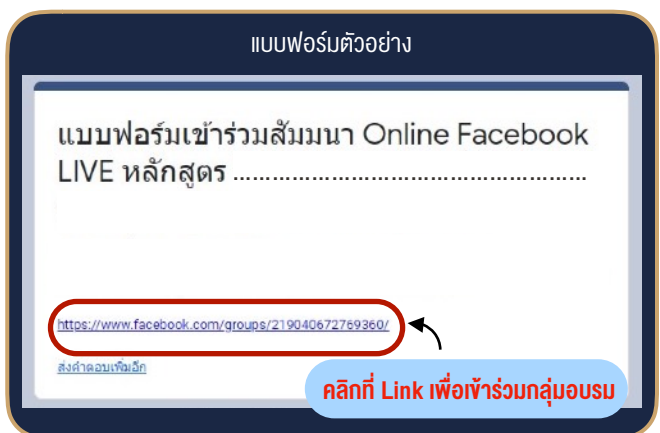 แบบฟอร์มตัวอย่าง
แบบฟอร์มเข้าร่วมสัมมนา Online Facebook
LIVE หลักสูตร ......................................................
https://www.facebook.com/groups/219040672769360/
ส่งคำตอบเพิ่มอีก
คลิกที่ Link เพื่อเข้าร่วมกลุ่มอบรม